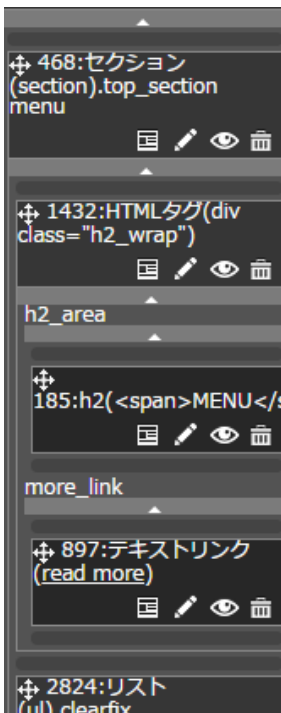 468:セクション
(section).top_section
menu
1432:HTMLタグ(div
class="h2_wrap")
h2_area
185:h2(<span>MENU</s
more_link
897:テキストリンク
(read more)
2824:リスト
(ul).clearfix